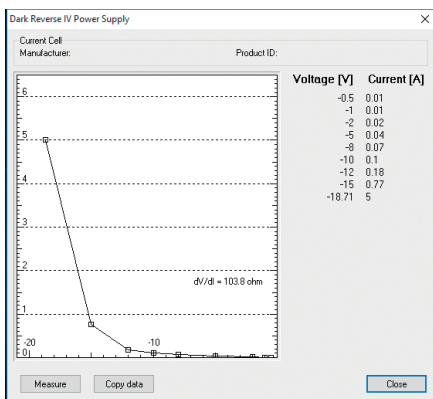 Dark Reverse IV Power Supply
Current Cell
Manufacturer: Product ID:
Voltage [V] Current [A]
-0.5 0.01
-1 0.01
-2 0.02
-5 0.04
-8 0.07
-10 0.1
-12 0.18
-15 0.77
-18.71 5
6
5
4
3
2
dV/dI = 103.8 ohm
1
-20 -10
0
Measure Copy data Close